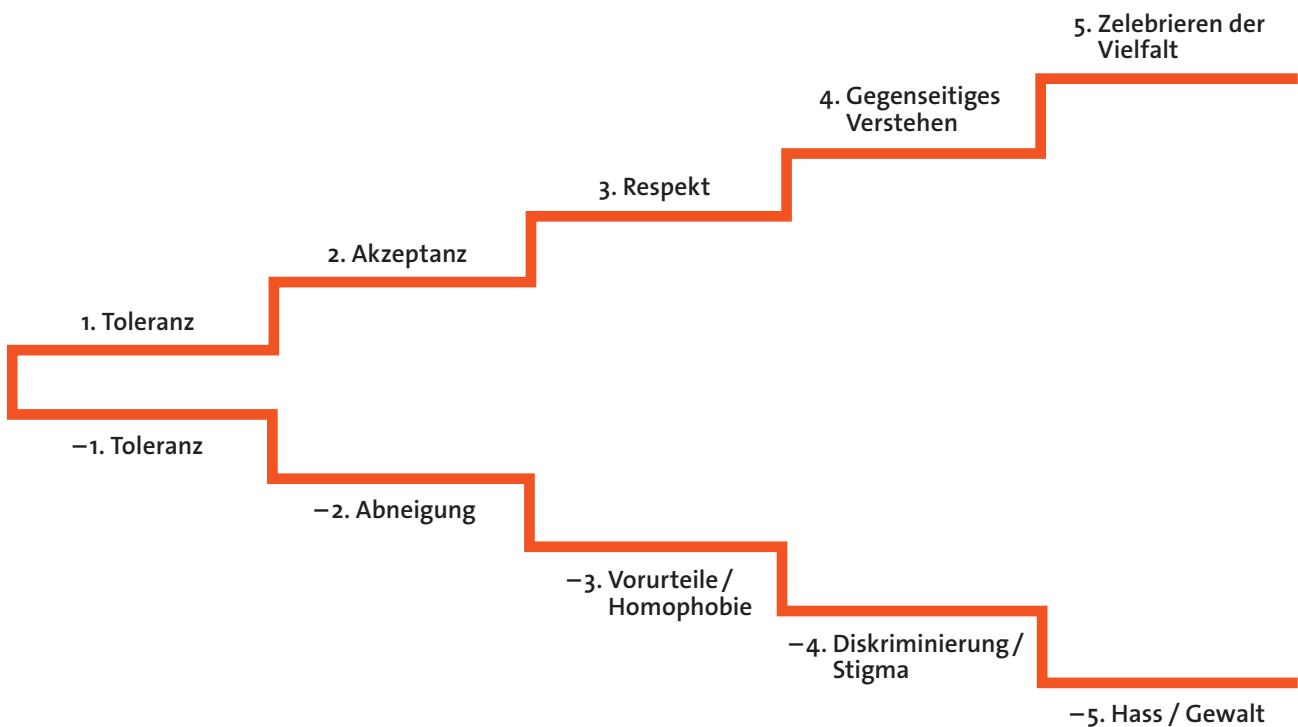 5. Zelebrieren der
Vielfalt
4. Gegenseitiges
Verstehen
3. Respekt
2. Akzeptanz
1. Toleranz
–1. Toleranz
–2. Abneigung
–3. Vorurteile /
Homophobie
–4. Diskriminierung /
Stigma
–5. Hass / Gewalt